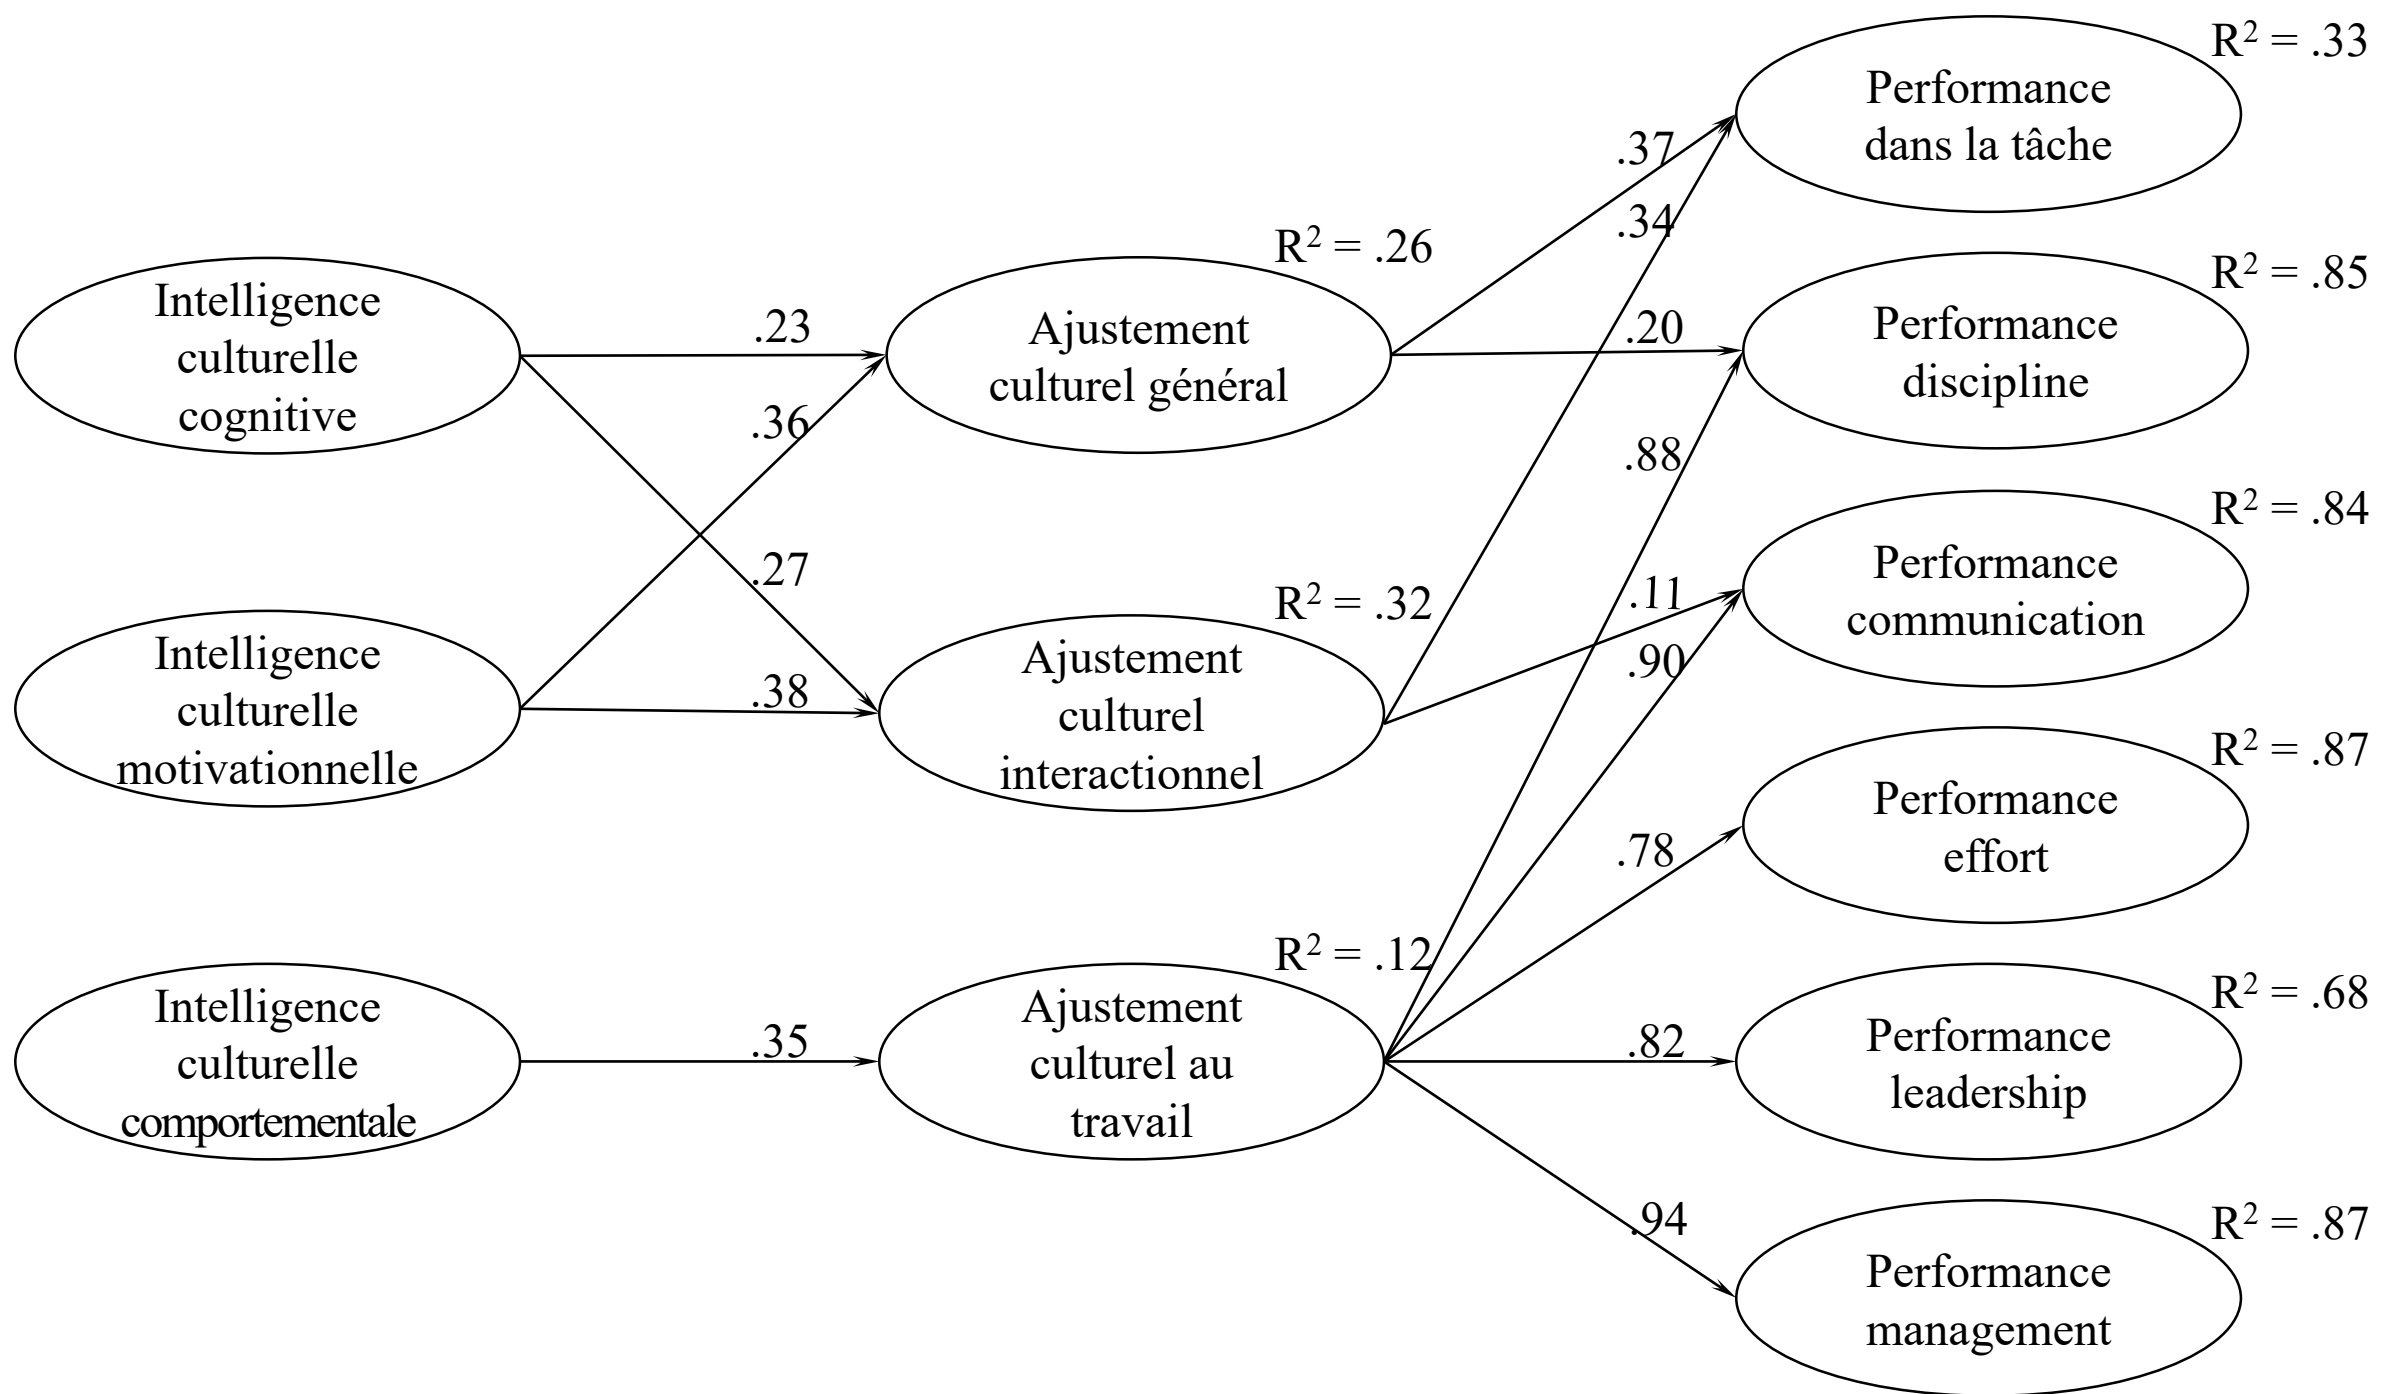 Intelligence
culturelle
cognitive
Intelligence
culturelle
motivationnelle
Intelligence
culturelle
comportementale
.23
.36
.27
.38
.35
R² = .26
Ajustement
culturel général
R² = .32
Ajustement
culturel
interactionnel
R² = .12
Ajustement
culturel au
travail
.37
.34
.20
.88
.11
.90
.78
.82
.94
R² = .33
Performance
dans la tâche
R² = .85
Performance
discipline
R² = .84
Performance
communication
R² = .87
Performance
effort
R² = .68
Performance
leadership
R² = .87
Performance
management